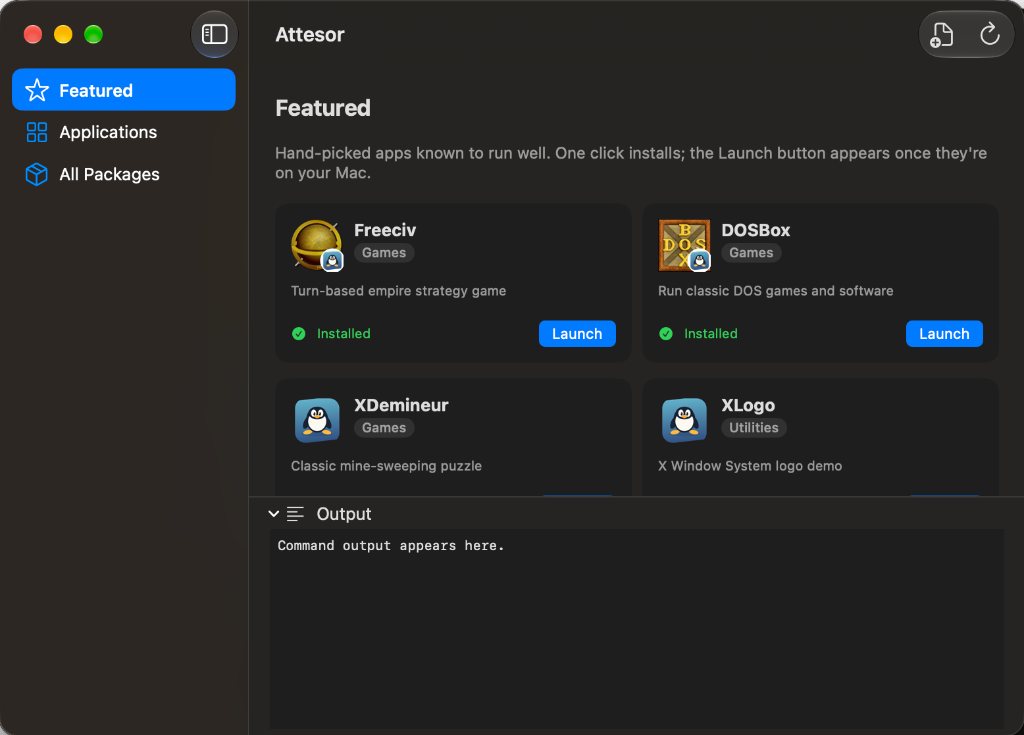 Attesor
Featured
Applications
All Packages
Featured
Hand-picked apps known to run well. One click installs; the Launch button appears once they're
on your Mac.
Freeciv
Games
Turn-based empire strategy game
Installed
Launch
BOX
DOS
DOSBox
Games
Run classic DOS games and software
Installed
Launch
XDemineur
Games
Classic mine-sweeping puzzle
XLogo
Utilities
X Window System logo demo
Output
Command output appears here.